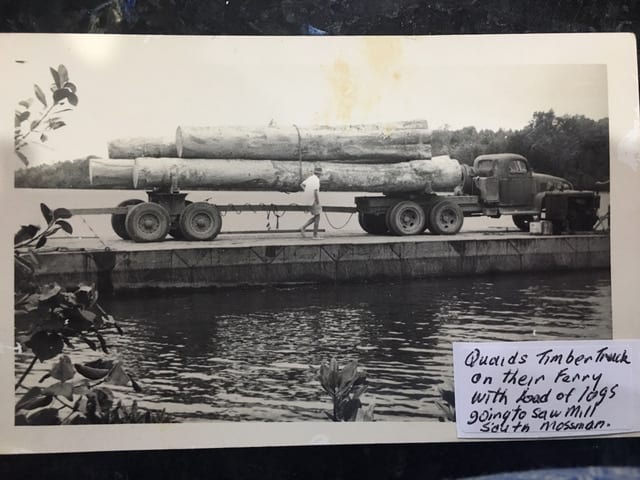 Quaids Timber Truck
on their Ferry
with load of logs
going to saw Mill
South Mossman.